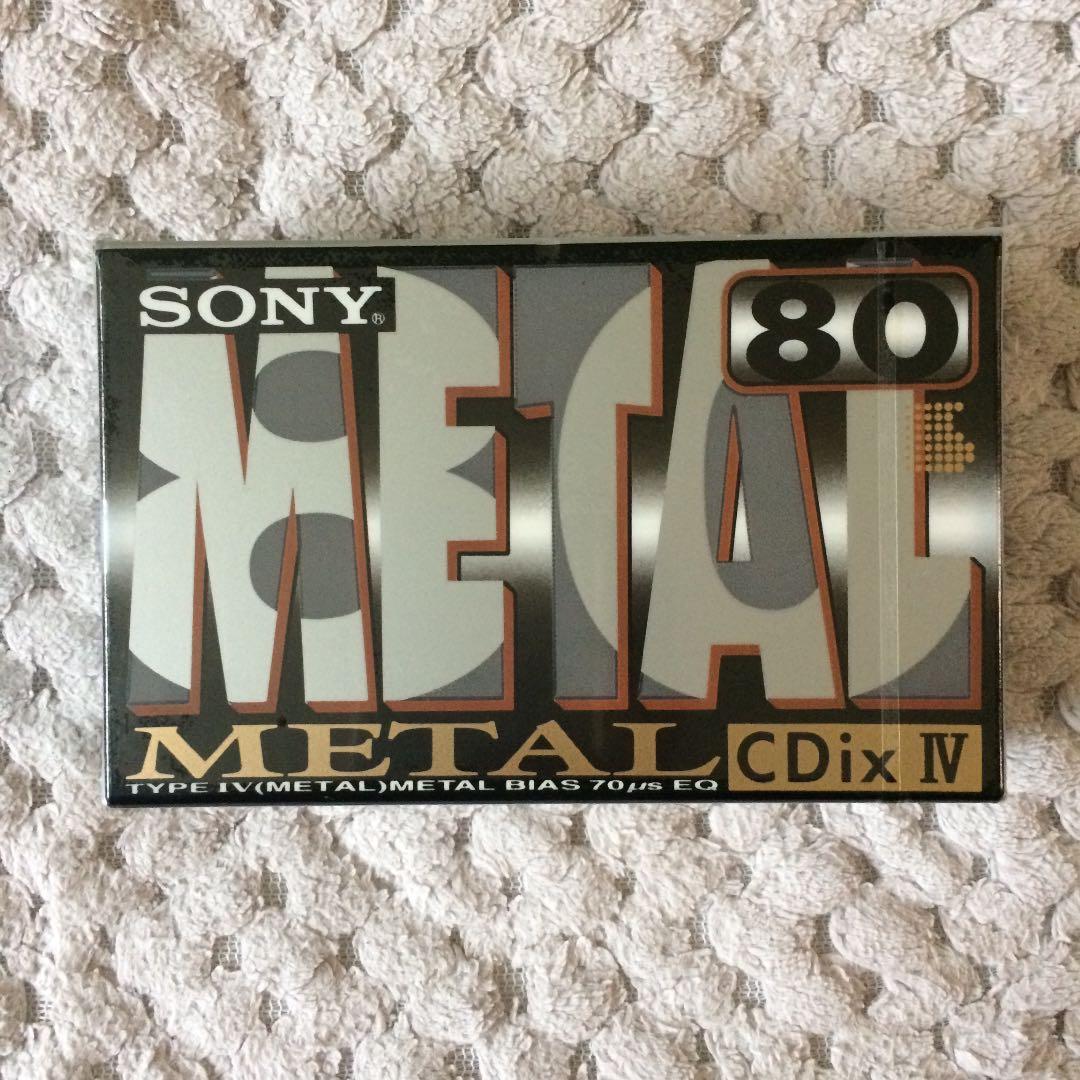 SONY®
80
METAL
METAL
CDix IV
TYPE IV(METAL)METAL BIAS 70μs EQ